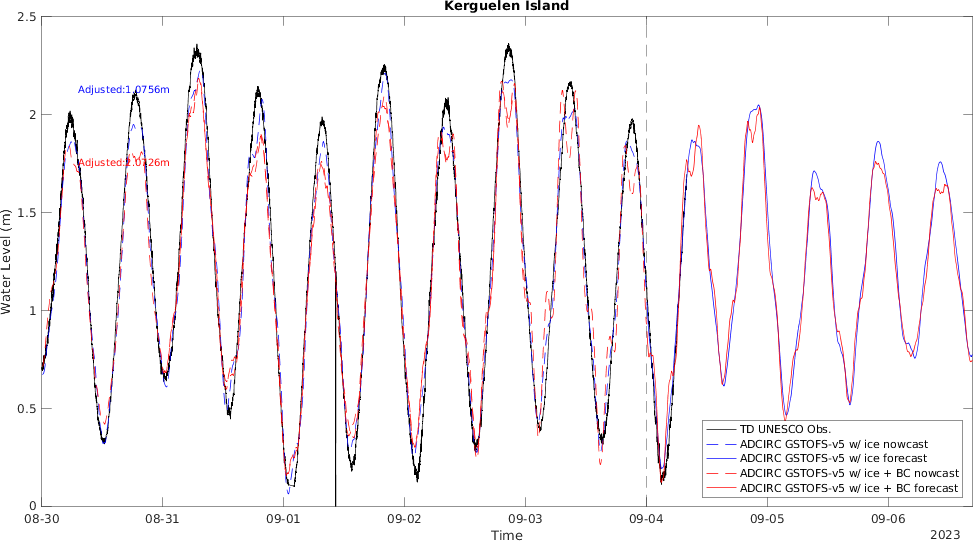 Kerguelen Island
2.5
Adjusted:1.0756m
2
Adjusted:1.0726m
1.5
Water Level (m)
1
0.5
0
TD UNESCO Obs.
ADCIRC GSTOFS-v5 w/ ice nowcast
ADCIRC GSTOFS-v5 w/ ice forecast
ADCIRC GSTOFS-v5 w/ ice + BC nowcast
ADCIRC GSTOFS-v5 w/ ice + BC forecast
08-30 08-31 09-01 09-02 09-03 09-04 09-05 09-06
Time
2023